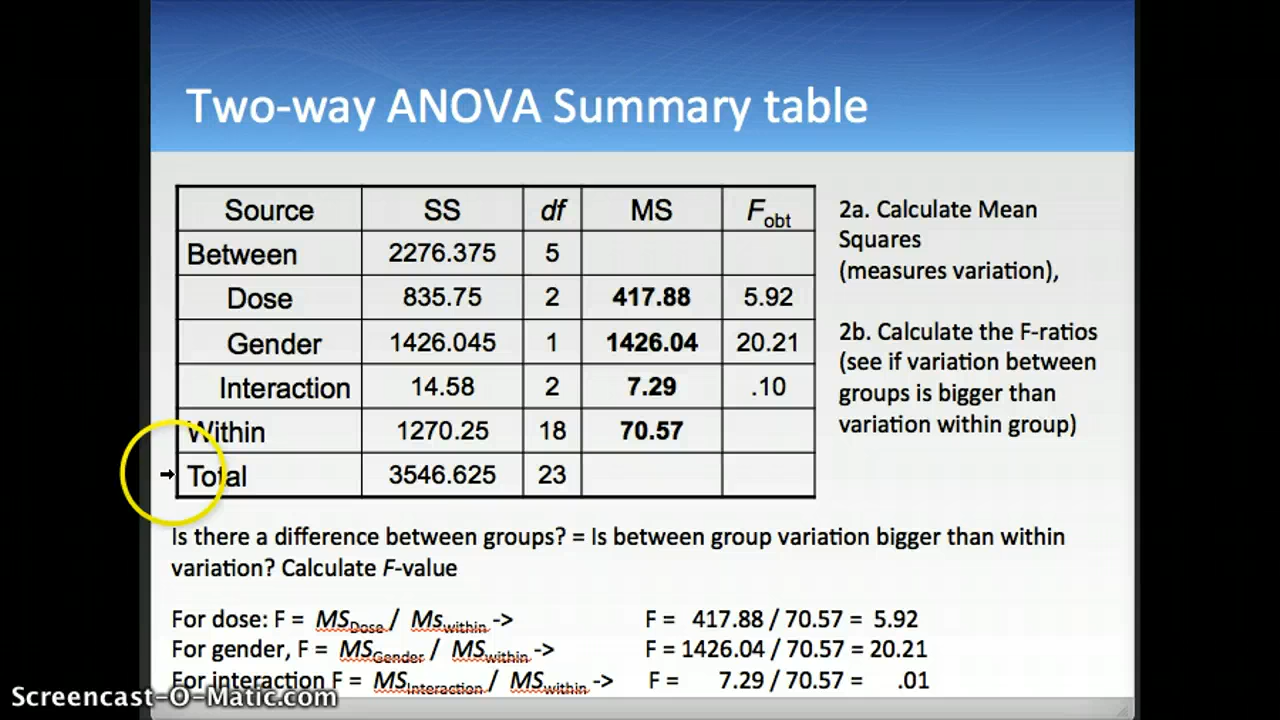 Two-way ANOVA Summary table
Source SS df MS Fobt
Between 2276.375 5
Dose 835.75 2 417.88 5.92
Gender 1426.045 1 1426.04 20.21
Interaction 14.58 2 7.29 .10
Within 1270.25 18 70.57
Total 3546.625 23
2a. Calculate Mean
Squares
(measures variation),
2b. Calculate the F-ratios
(see if variation between
groups is bigger than
variation within group)
Is there a difference between groups? = Is between group variation bigger than within
variation? Calculate F-value
For dose: F = MSDose / Mswithin -> F = 417.88 / 70.57 = 5.92
For gender, F = MSGender / MSwithin -> F = 1426.04 / 70.57 = 20.21
For interaction F = MSInteraction / MSwithin -> F = 7.29 / 70.57 = .01
Screencast-O-Matic.com